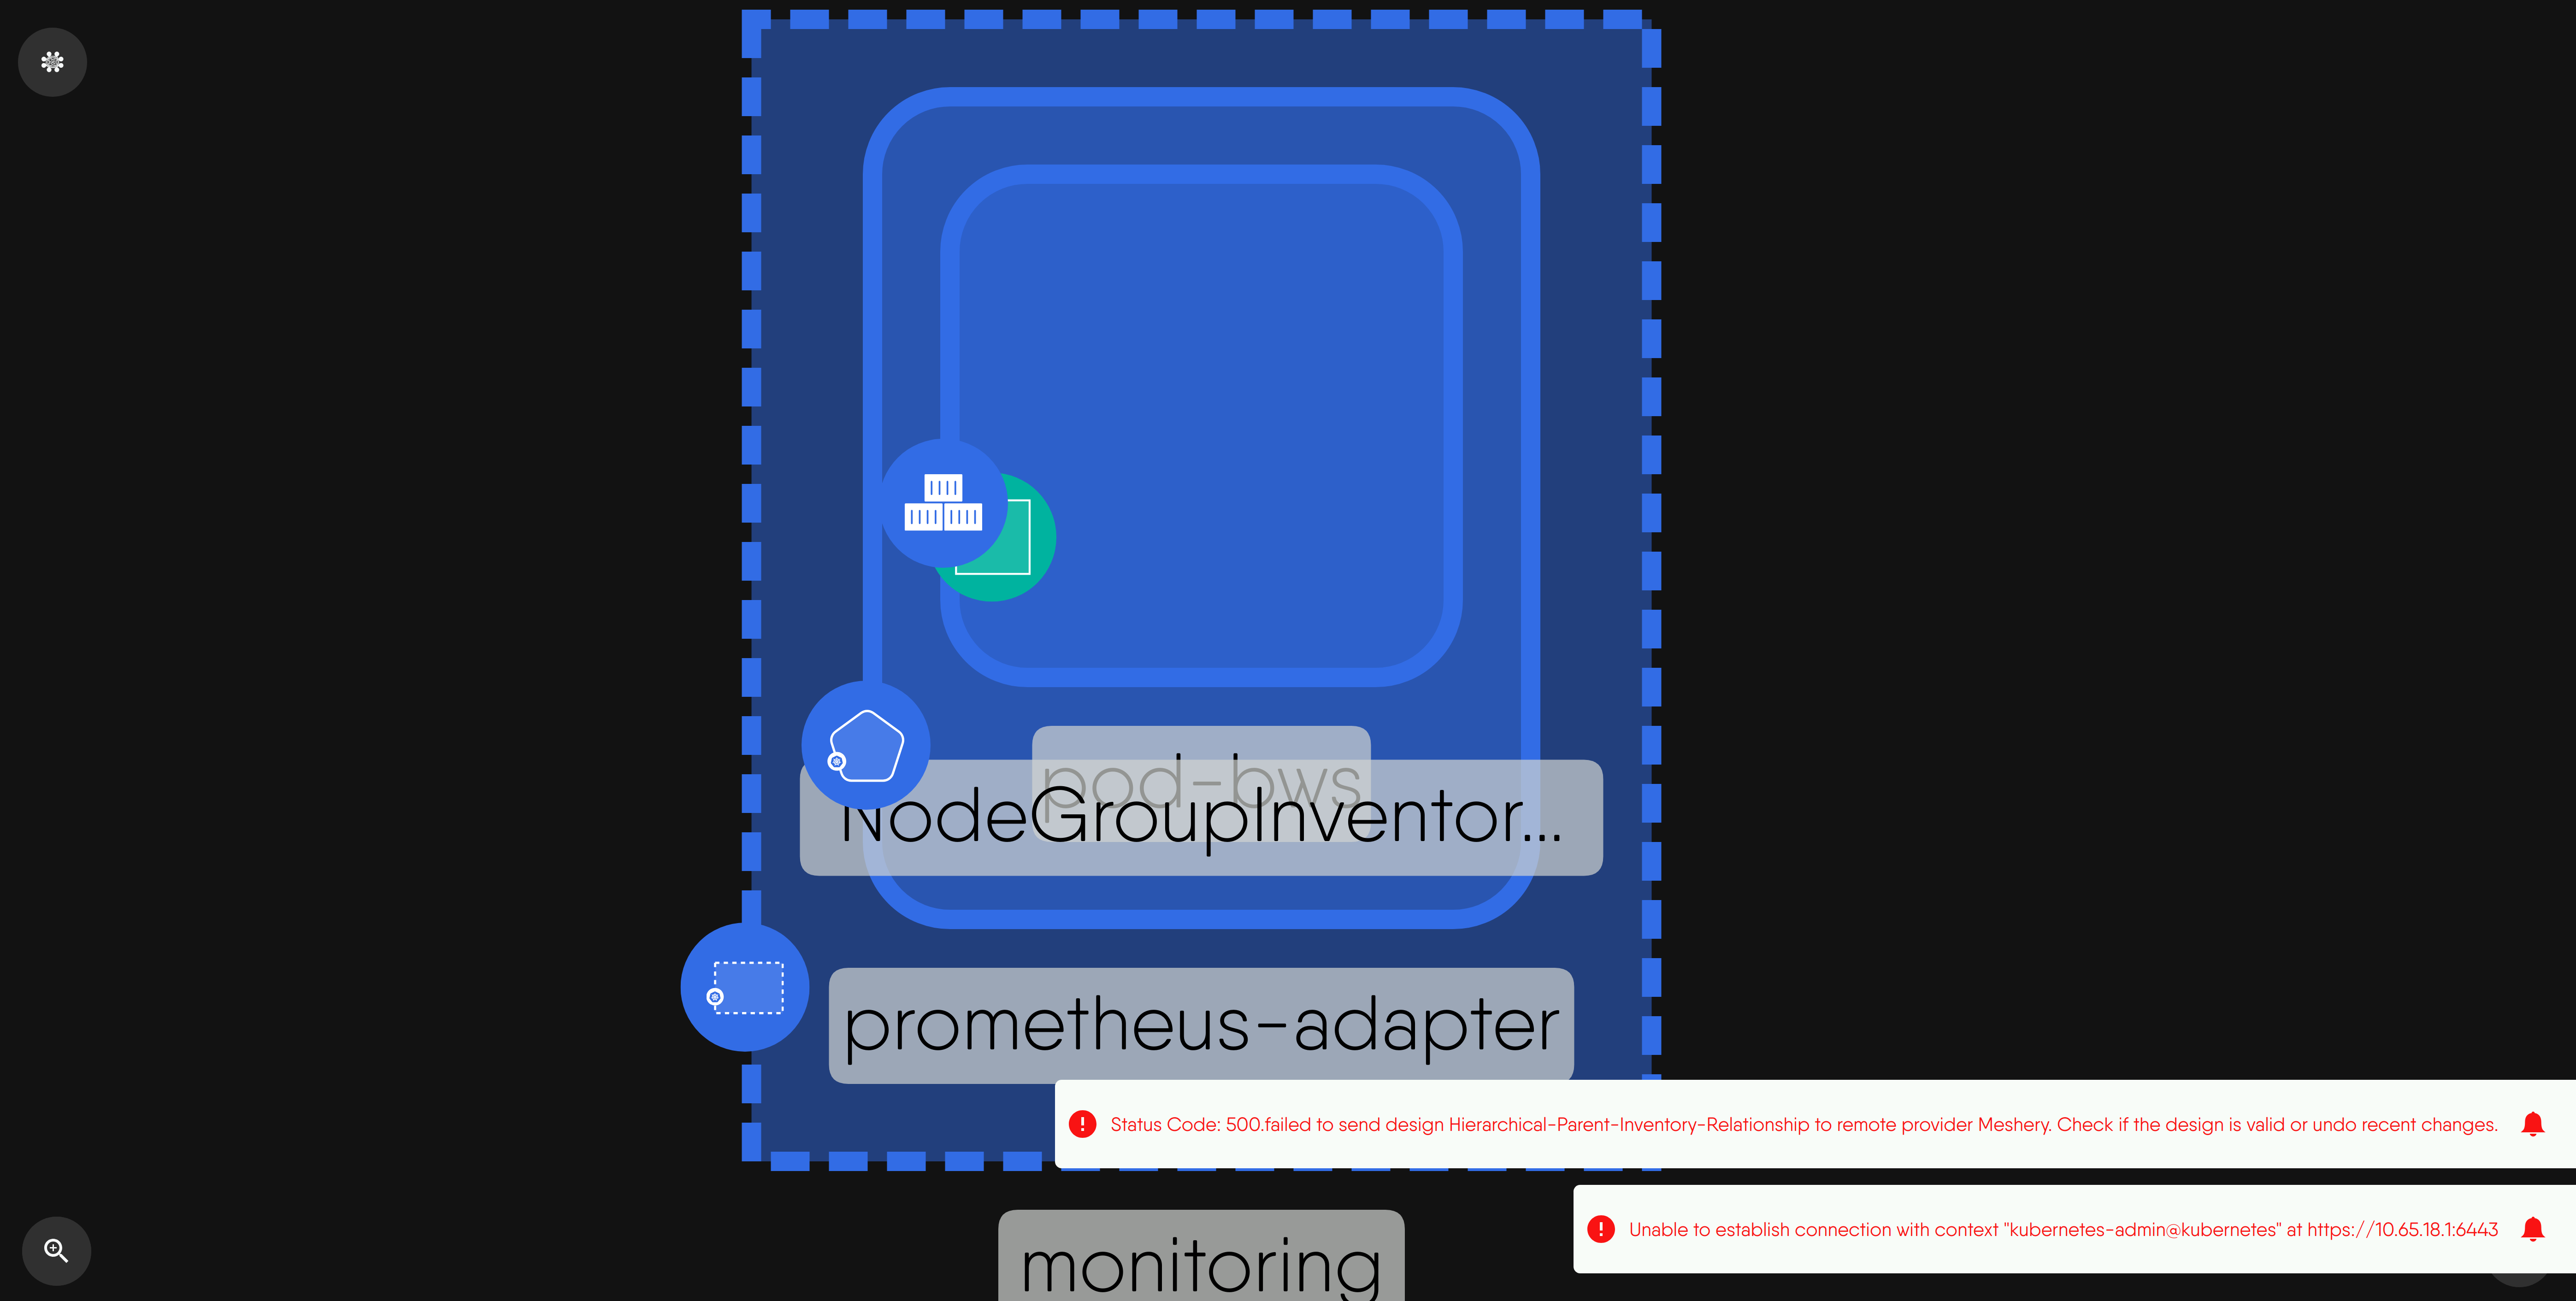 pod-bws
NodeGroupInventor...
prometheus-adapter
Status Code: 500.failed to send design Hierarchical-Parent-Inventory-Relationship to remote provider Meshery. Check if the design is valid or undo recent changes.
Unable to establish connection with context "kubernetes-admin@kubernetes" at https://10.65.18.1:6443
monitoring